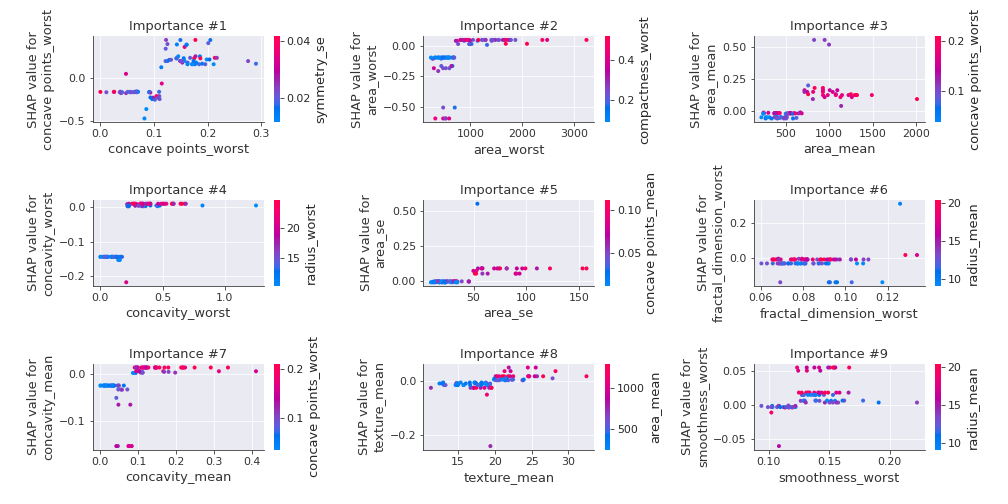 Importance #1
SHAP value for
concave points_worst
0.0
−0.5
0.0
0.1
0.2
0.3
concave points_worst
0.04
0.02
symmetry_se
Importance #2
SHAP value for
area_worst
0.00
−0.25
−0.50
1000
2000
3000
area_worst
0.4
0.2
compactness_worst
Importance #3
SHAP value for
area_mean
0.50
0.25
0.00
500
1000
1500
2000
area_mean
0.2
0.1
concave points_worst
Importance #4
SHAP value for
concavity_worst
0.0
−0.1
−0.2
0.0
0.5
1.0
concavity_worst
20
15
radius_worst
Importance #5
SHAP value for
area_se
0.50
0.25
0.00
50
100
150
area_se
0.10
0.05
concave points_mean
Importance #6
SHAP value for
fractal_dimension_worst
0.2
0.0
0.06
0.08
0.10
0.12
fractal_dimension_worst
20
15
10
radius_mean
Importance #7
SHAP value for
concavity_mean
0.0
−0.1
0.0
0.1
0.2
0.3
0.4
concavity_mean
0.2
0.1
concave points_worst
Importance #8
SHAP value for
texture_mean
0.0
−0.2
15
20
25
30
texture_mean
1000
500
area_mean
Importance #9
SHAP value for
smoothness_worst
0.05
0.00
−0.05
0.10
0.15
0.20
smoothness_worst
20
15
10
radius_mean